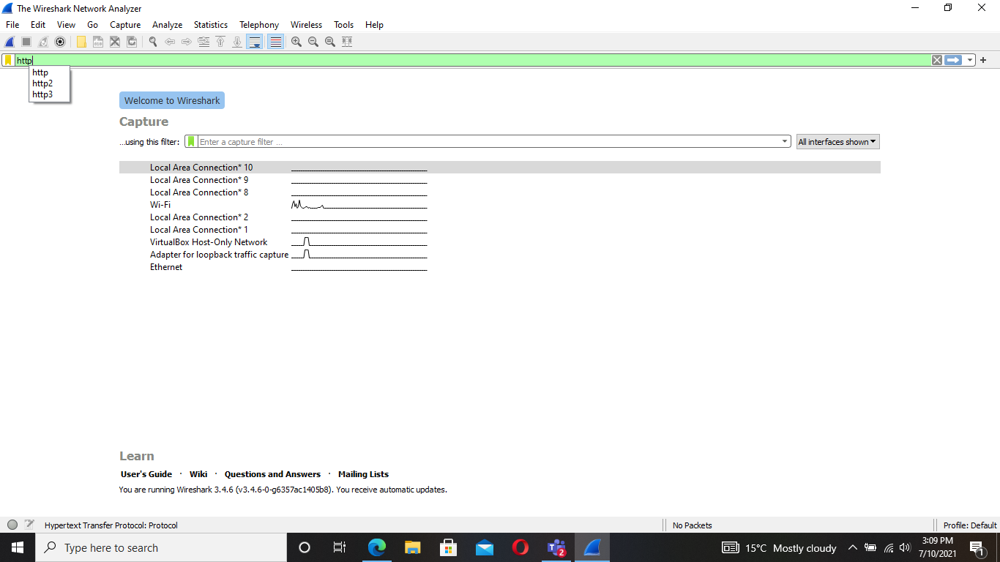 The Wireshark Network Analyzer
File Edit View Go Capture Analyze Statistics Telephony Wireless Tools Help
http
http
http2
http3
Welcome to Wireshark
Capture
...using this filter: Enter a capture filter ... All interfaces shown
Local Area Connection* 10
Local Area Connection* 9
Local Area Connection* 8
Wi-Fi
Local Area Connection* 2
Local Area Connection* 1
VirtualBox Host-Only Network
Adapter for loopback traffic capture
Ethernet
Learn
User's Guide · Wiki · Questions and Answers · Mailing Lists
You are running Wireshark 3.4.6 (v3.4.6-0-g6357ac1405b8). You receive automatic updates.
Hypertext Transfer Protocol: Protocol No Packets Profile: Default
Type here to search 2 15°C Mostly cloudy 3:09 PM
7/10/2021 1